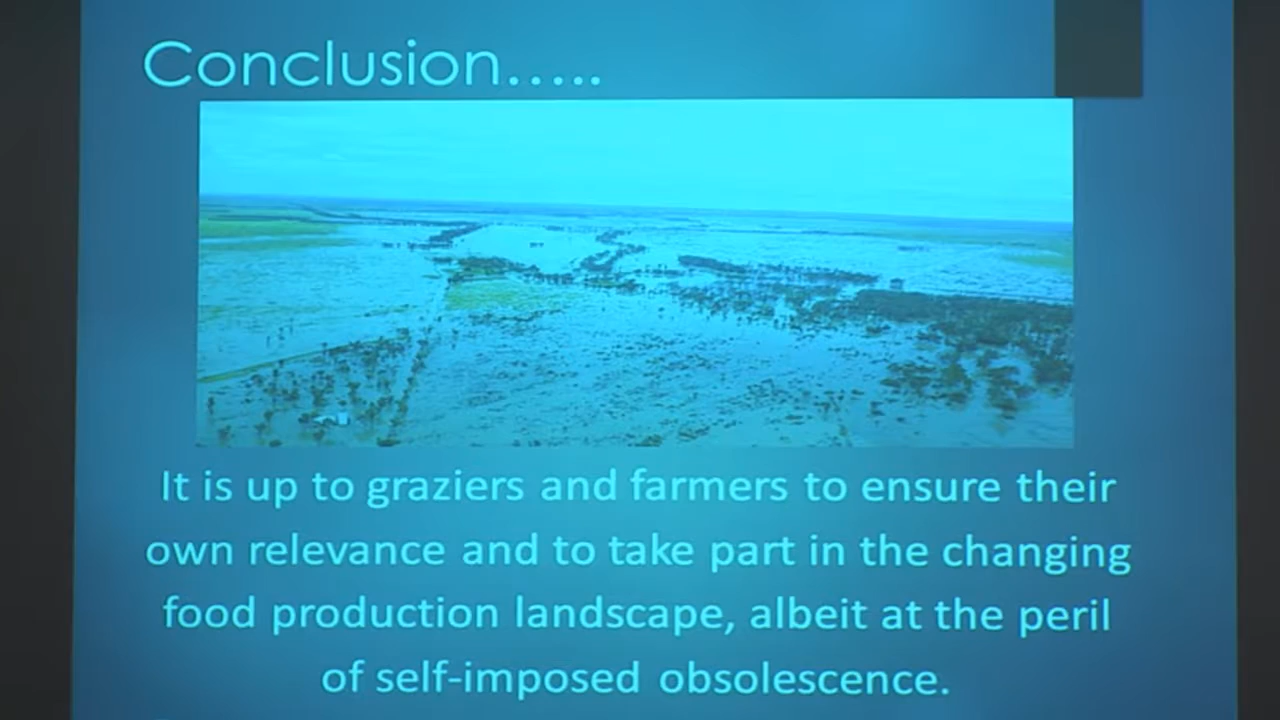 Conclusion.....
It is up to graziers and farmers to ensure their
own relevance and to take part in the changing
food production landscape, albeit at the peril
of self-imposed obsolescence.